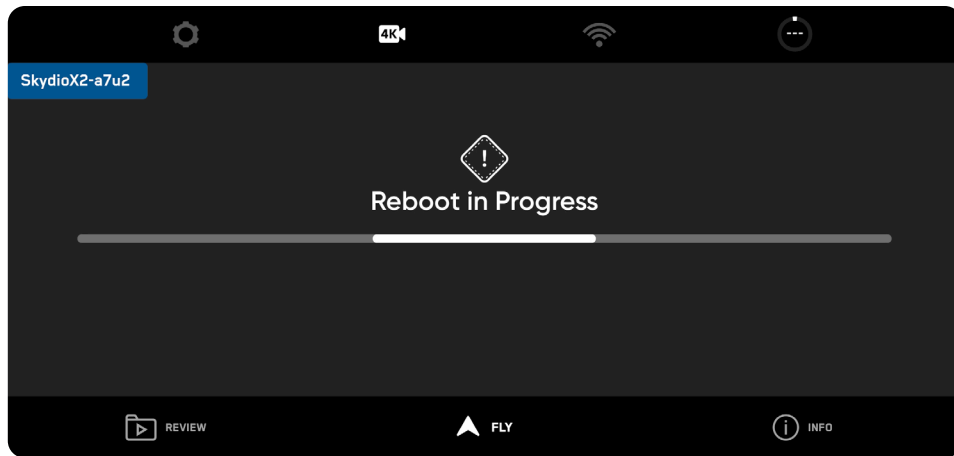 4K
---
SkydioX2-a7u2
!
Reboot in Progress
REVIEW
FLY
INFO